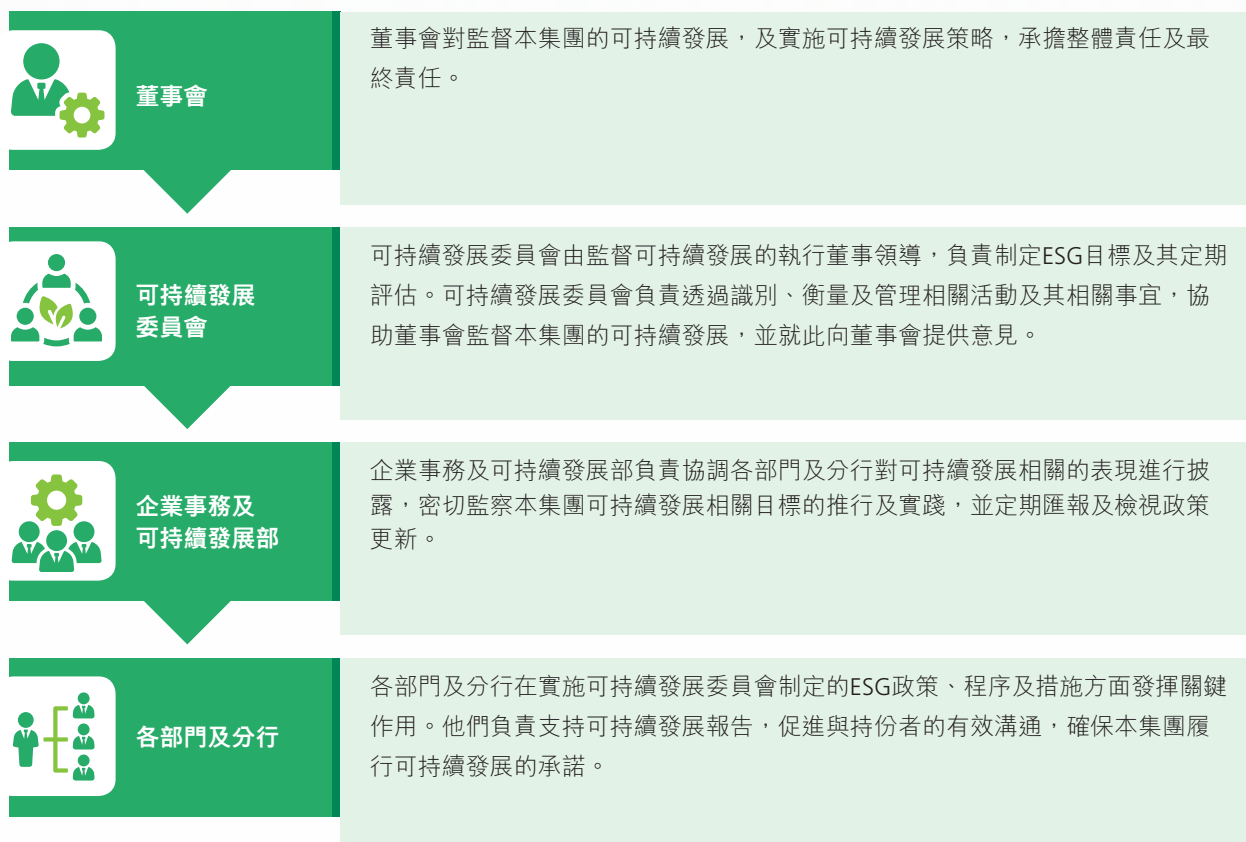 董事會
董事會對監督本集團的可持續發展，及實施可持續發展策略，承擔整體責任及最
終責任。
可持續發展
委員會
可持續發展委員會由監督可持續發展的執行董事領導，負責制定ESG目標及其定期
評估。可持續發展委員會負責透過識別、衡量及管理相關活動及其相關事宜，協
助董事會監督本集團的可持續發展，並就此向董事會提供意見。
企業事務及
可持續發展部
企業事務及可持續發展部負責協調各部門及分行對可持續發展相關的表現進行披
露，密切監察本集團可持續發展相關目標的推行及實踐，並定期匯報及檢視政策
更新。
各部門及分行
各部門及分行在實施可持續發展委員會制定的ESG政策、程序及措施方面發揮關鍵
作用。他們負責支持可持續發展報告，促進與持份者的有效溝通，確保本集團履
行可持續發展的承諾。